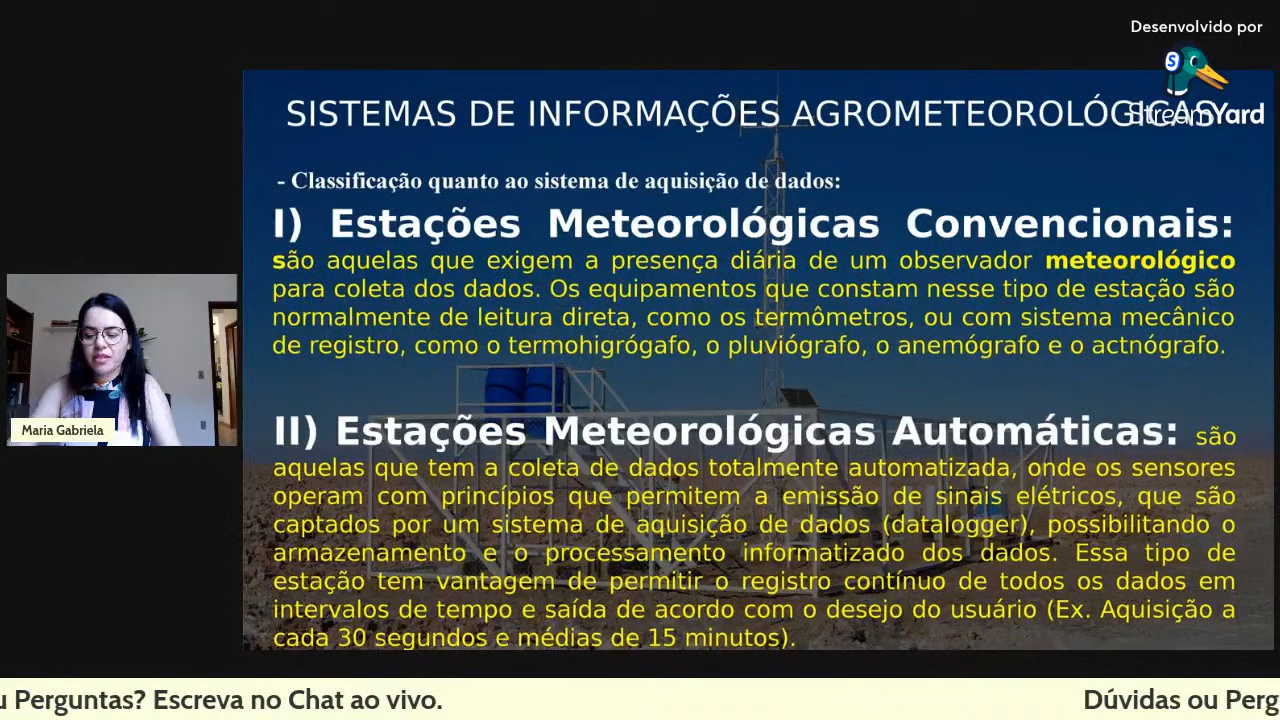 Desenvolvido por
StreamYard
SISTEMAS DE INFORMAÇÕES AGROMETEOROLÓGICAS
- Classificação quanto ao sistema de aquisição de dados:
I) Estações Meteorológicas Convencionais:
são aquelas que exigem a presença diária de um observador meteorológico
para coleta dos dados. Os equipamentos que constam nesse tipo de estação são
normalmente de leitura direta, como os termômetros, ou com sistema mecânico
de registro, como o termohigrógafo, o pluviógrafo, o anemógrafo e o actnógrafo.
II) Estações Meteorológicas Automáticas: são
aquelas que tem a coleta de dados totalmente automatizada, onde os sensores
operam com princípios que permitem a emissão de sinais elétricos, que são
captados por um sistema de aquisição de dados (datalogger), possibilitando o
armazenamento e o processamento informatizado dos dados. Essa tipo de
estação tem vantagem de permitir o registro contínuo de todos os dados em
intervalos de tempo e saída de acordo com o desejo do usuário (Ex. Aquisição a
cada 30 segundos e médias de 15 minutos).
Maria Gabriela
u Perguntas? Escreva no Chat ao vivo. Dúvidas ou Perg